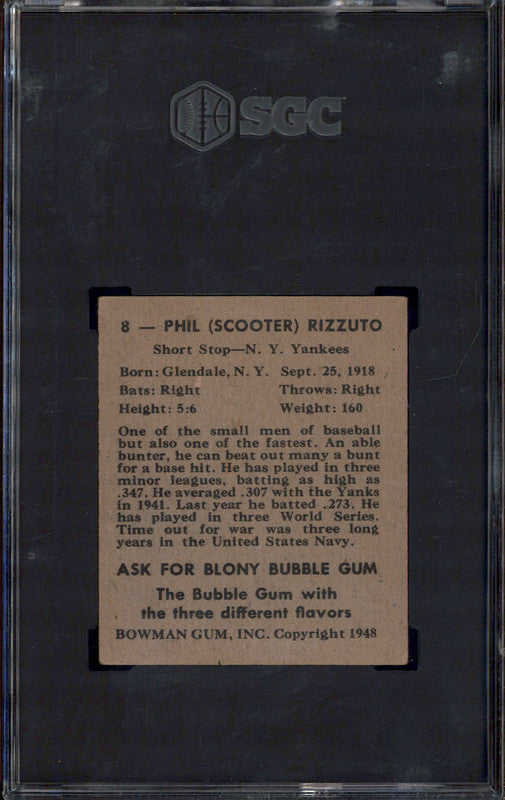 SGC
8 — PHIL (SCOOTER) RIZZUTO
Short Stop—N. Y. Yankees
Born: Glendale, N. Y. Sept. 25, 1918
Bats: Right Throws: Right
Height: 5:6 Weight: 160
One of the small men of baseball
but also one of the fastest. An able
bunter, he can beat out many a bunt
for a base hit. He has played in three
minor leagues, batting as high as
.347. He averaged .307 with the Yanks
in 1941. Last year he batted .273. He
has played in three World Series.
Time out for war was three long
years in the United States Navy.
ASK FOR BLONY BUBBLE GUM
The Bubble Gum with
the three different flavors
BOWMAN GUM, INC. Copyright 1948